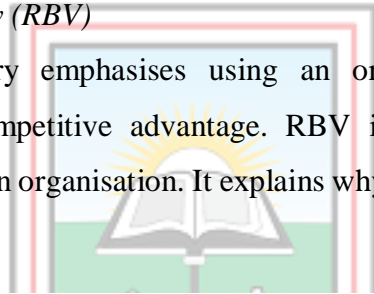 (RBV)
ry emphasises using an or
mpetitive advantage. RBV i
n organisation. It explains why